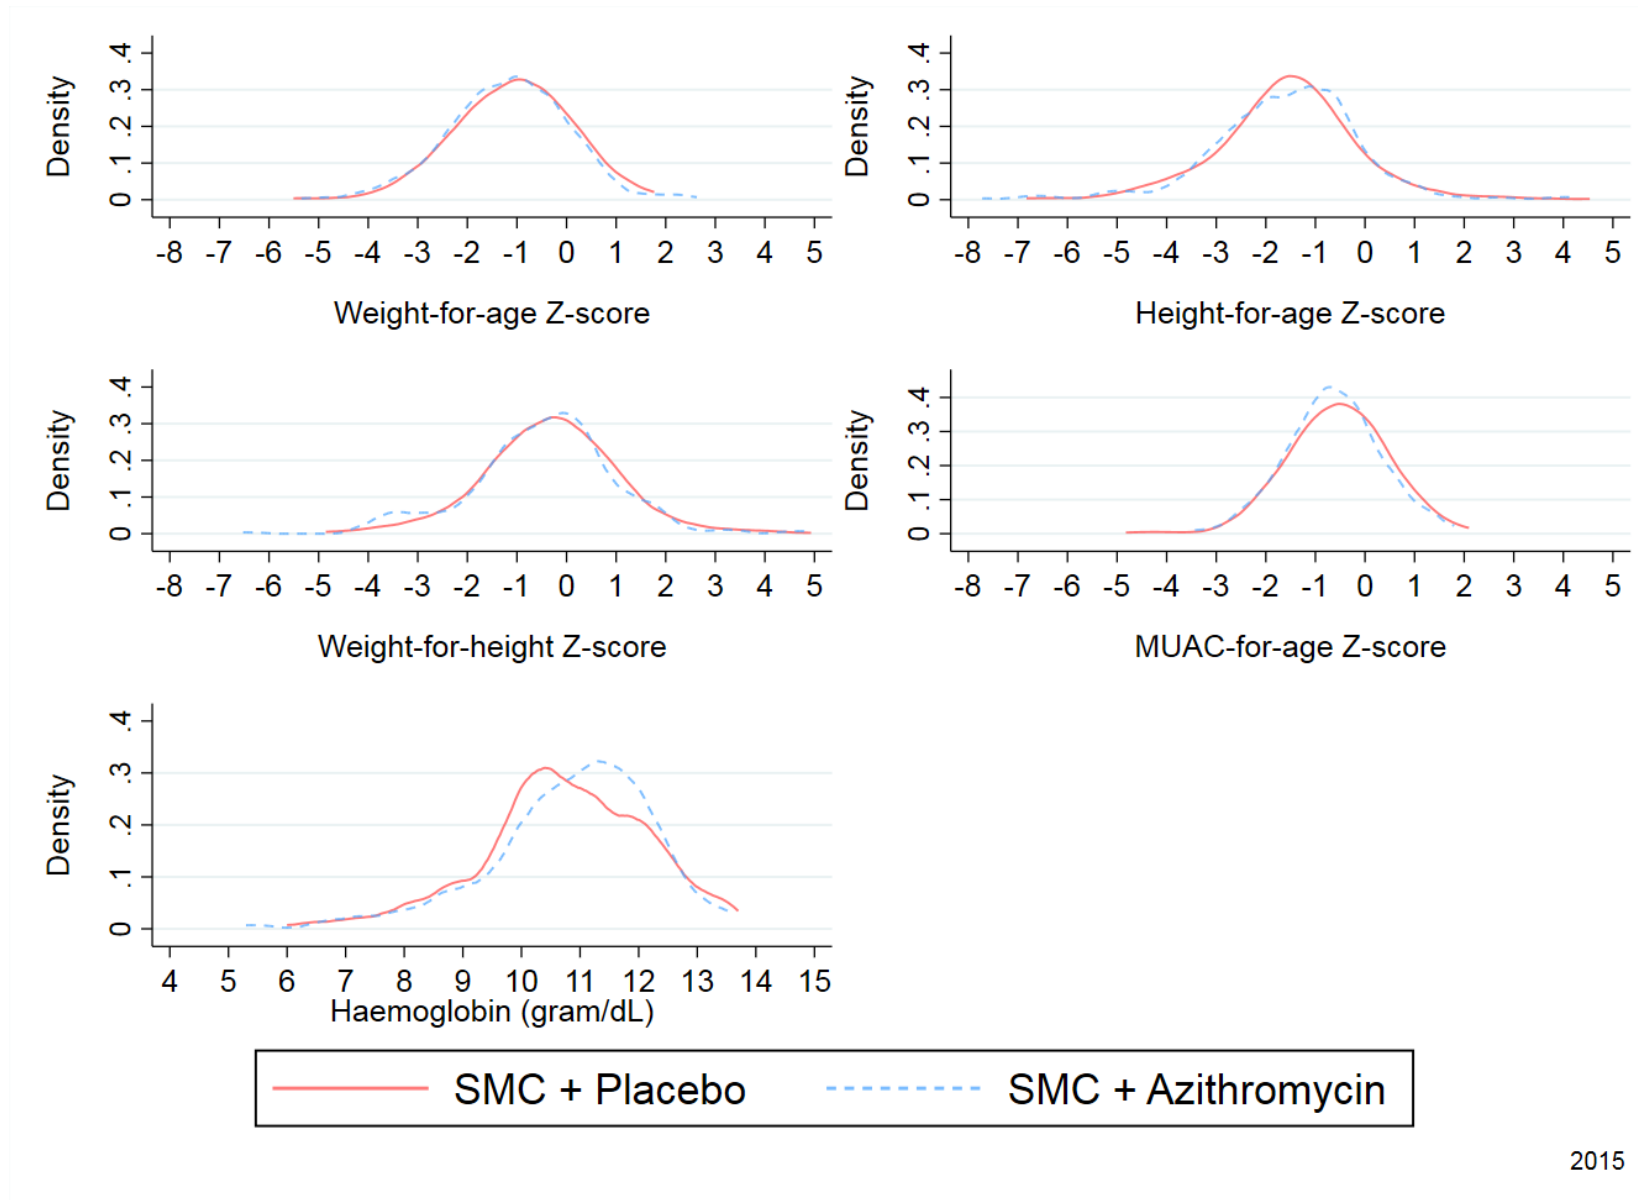 Density
.4
.3
.2
.1
0
-8 -7 -6 -5 -4 -3 -2 -1 0 1 2 3 4 5
Weight-for-age Z-score
Density
.4
.3
.2
.1
0
-8 -7 -6 -5 -4 -3 -2 -1 0 1 2 3 4 5
Height-for-age Z-score
Density
.4
.3
.2
.1
0
-8 -7 -6 -5 -4 -3 -2 -1 0 1 2 3 4 5
Weight-for-height Z-score
Density
.4
.3
.2
.1
0
-8 -7 -6 -5 -4 -3 -2 -1 0 1 2 3 4 5
MUAC-for-age Z-score
Density
.4
.3
.2
.1
0
4 5 6 7 8 9 10 11 12 13 14 15
Haemoglobin (gram/dL)
SMC + Placebo SMC + Azithromycin
2015